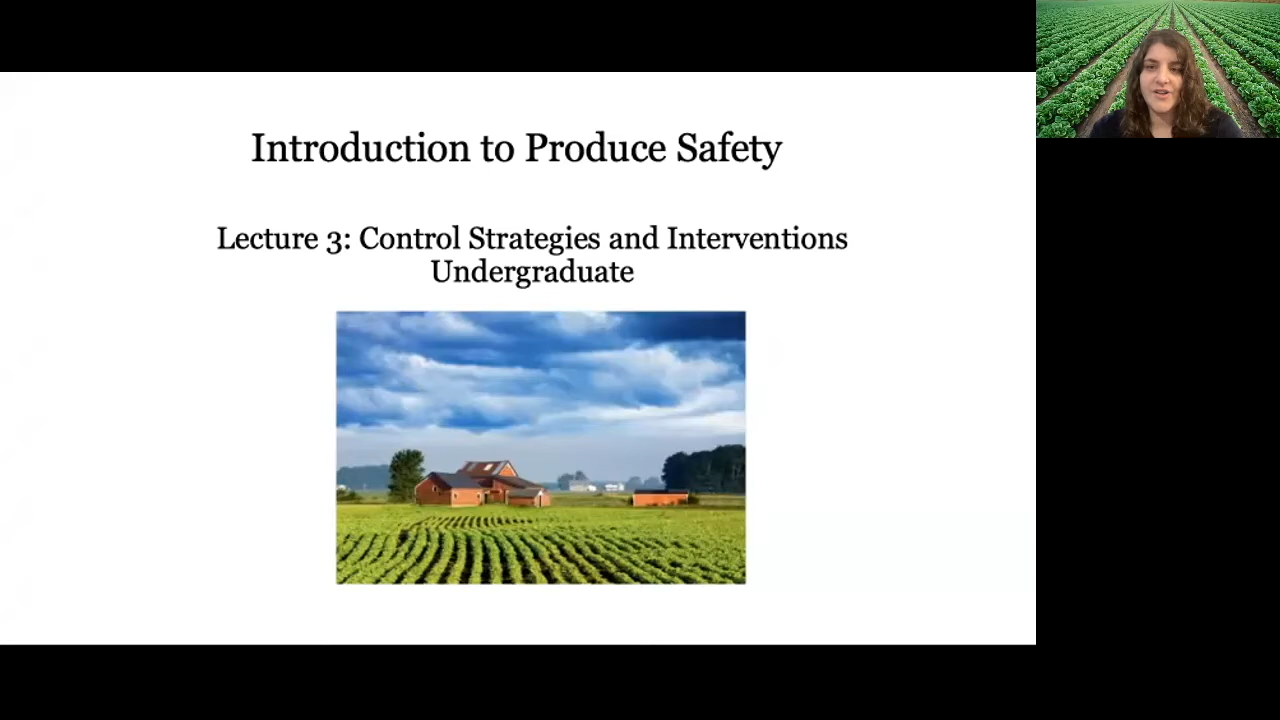 Introduction to Produce Safety
Lecture 3: Control Strategies and Interventions
Undergraduate